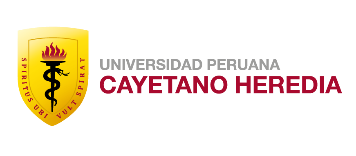 SPIRITUS UBI VULT SPIRAT
UNIVERSIDAD PERUANA
CAYETANO HEREDIA